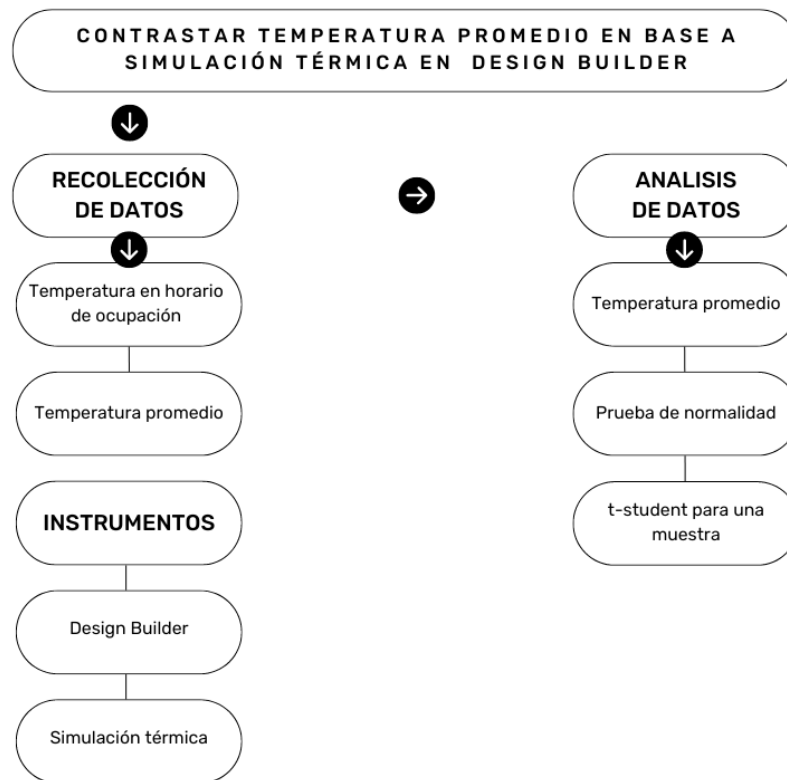 CONTRASTAR TEMPERATURA PROMEDIO EN BASE A
SIMULACIÓN TÉRMICA EN DESIGN BUILDER
RECOLECCIÓN
DE DATOS
Temperatura en horario
de ocupación
Temperatura promedio
INSTRUMENTOS
Design Builder
Simulación térmica
ANALISIS
DE DATOS
Temperatura promedio
Prueba de normalidad
t-student para una
muestra